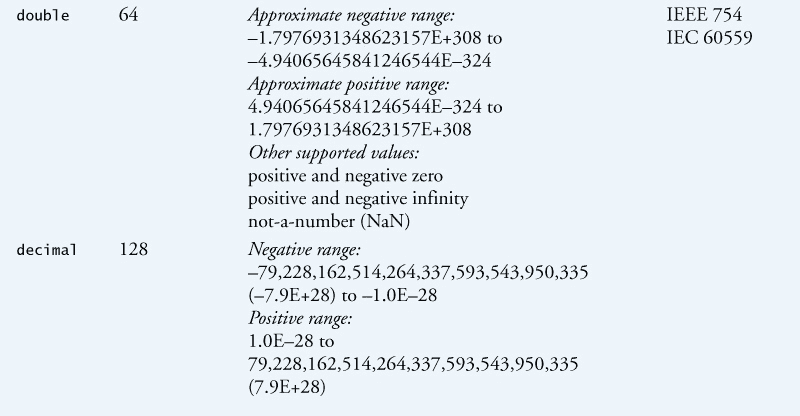 double 64 Approximate negative range: IEEE 754
–1.7976931348623157E+308 to IEC 60559
–4.94065645841246544E–324
Approximate positive range:
4.94065645841246544E–324 to
1.7976931348623157E+308
Other supported values:
positive and negative zero
positive and negative infinity
not-a-number (NaN)
decimal 128 Negative range:
–79,228,162,514,264,337,593,543,950,335
(–7.9E+28) to –1.0E–28
Positive range:
1.0E–28 to
79,228,162,514,264,337,593,543,950,335
(7.9E+28)